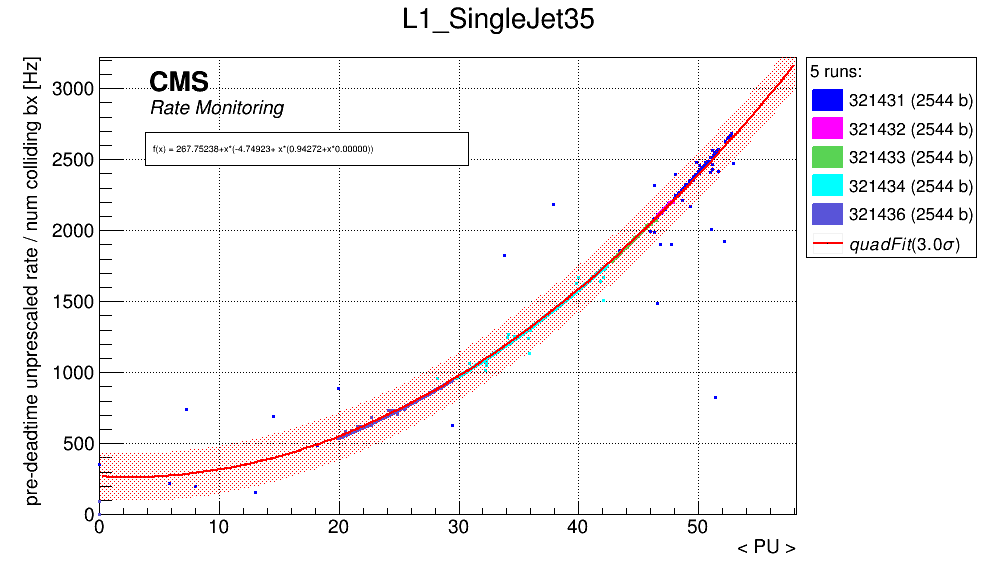 L1_SingleJet35
pre-deadtime unprescaled rate / num colliding bx [Hz]
3000
2500
2000
1500
1000
500
0
CMS
Rate Monitoring
f(x) = 267.75238+x*(-4.74923+ x*(0.94272+x*0.00000))
0 10 20 30 40 50
< PU >
5 runs:
321431 (2544 b)
321432 (2544 b)
321433 (2544 b)
321434 (2544 b)
321436 (2544 b)
quadFit(3.0σ)